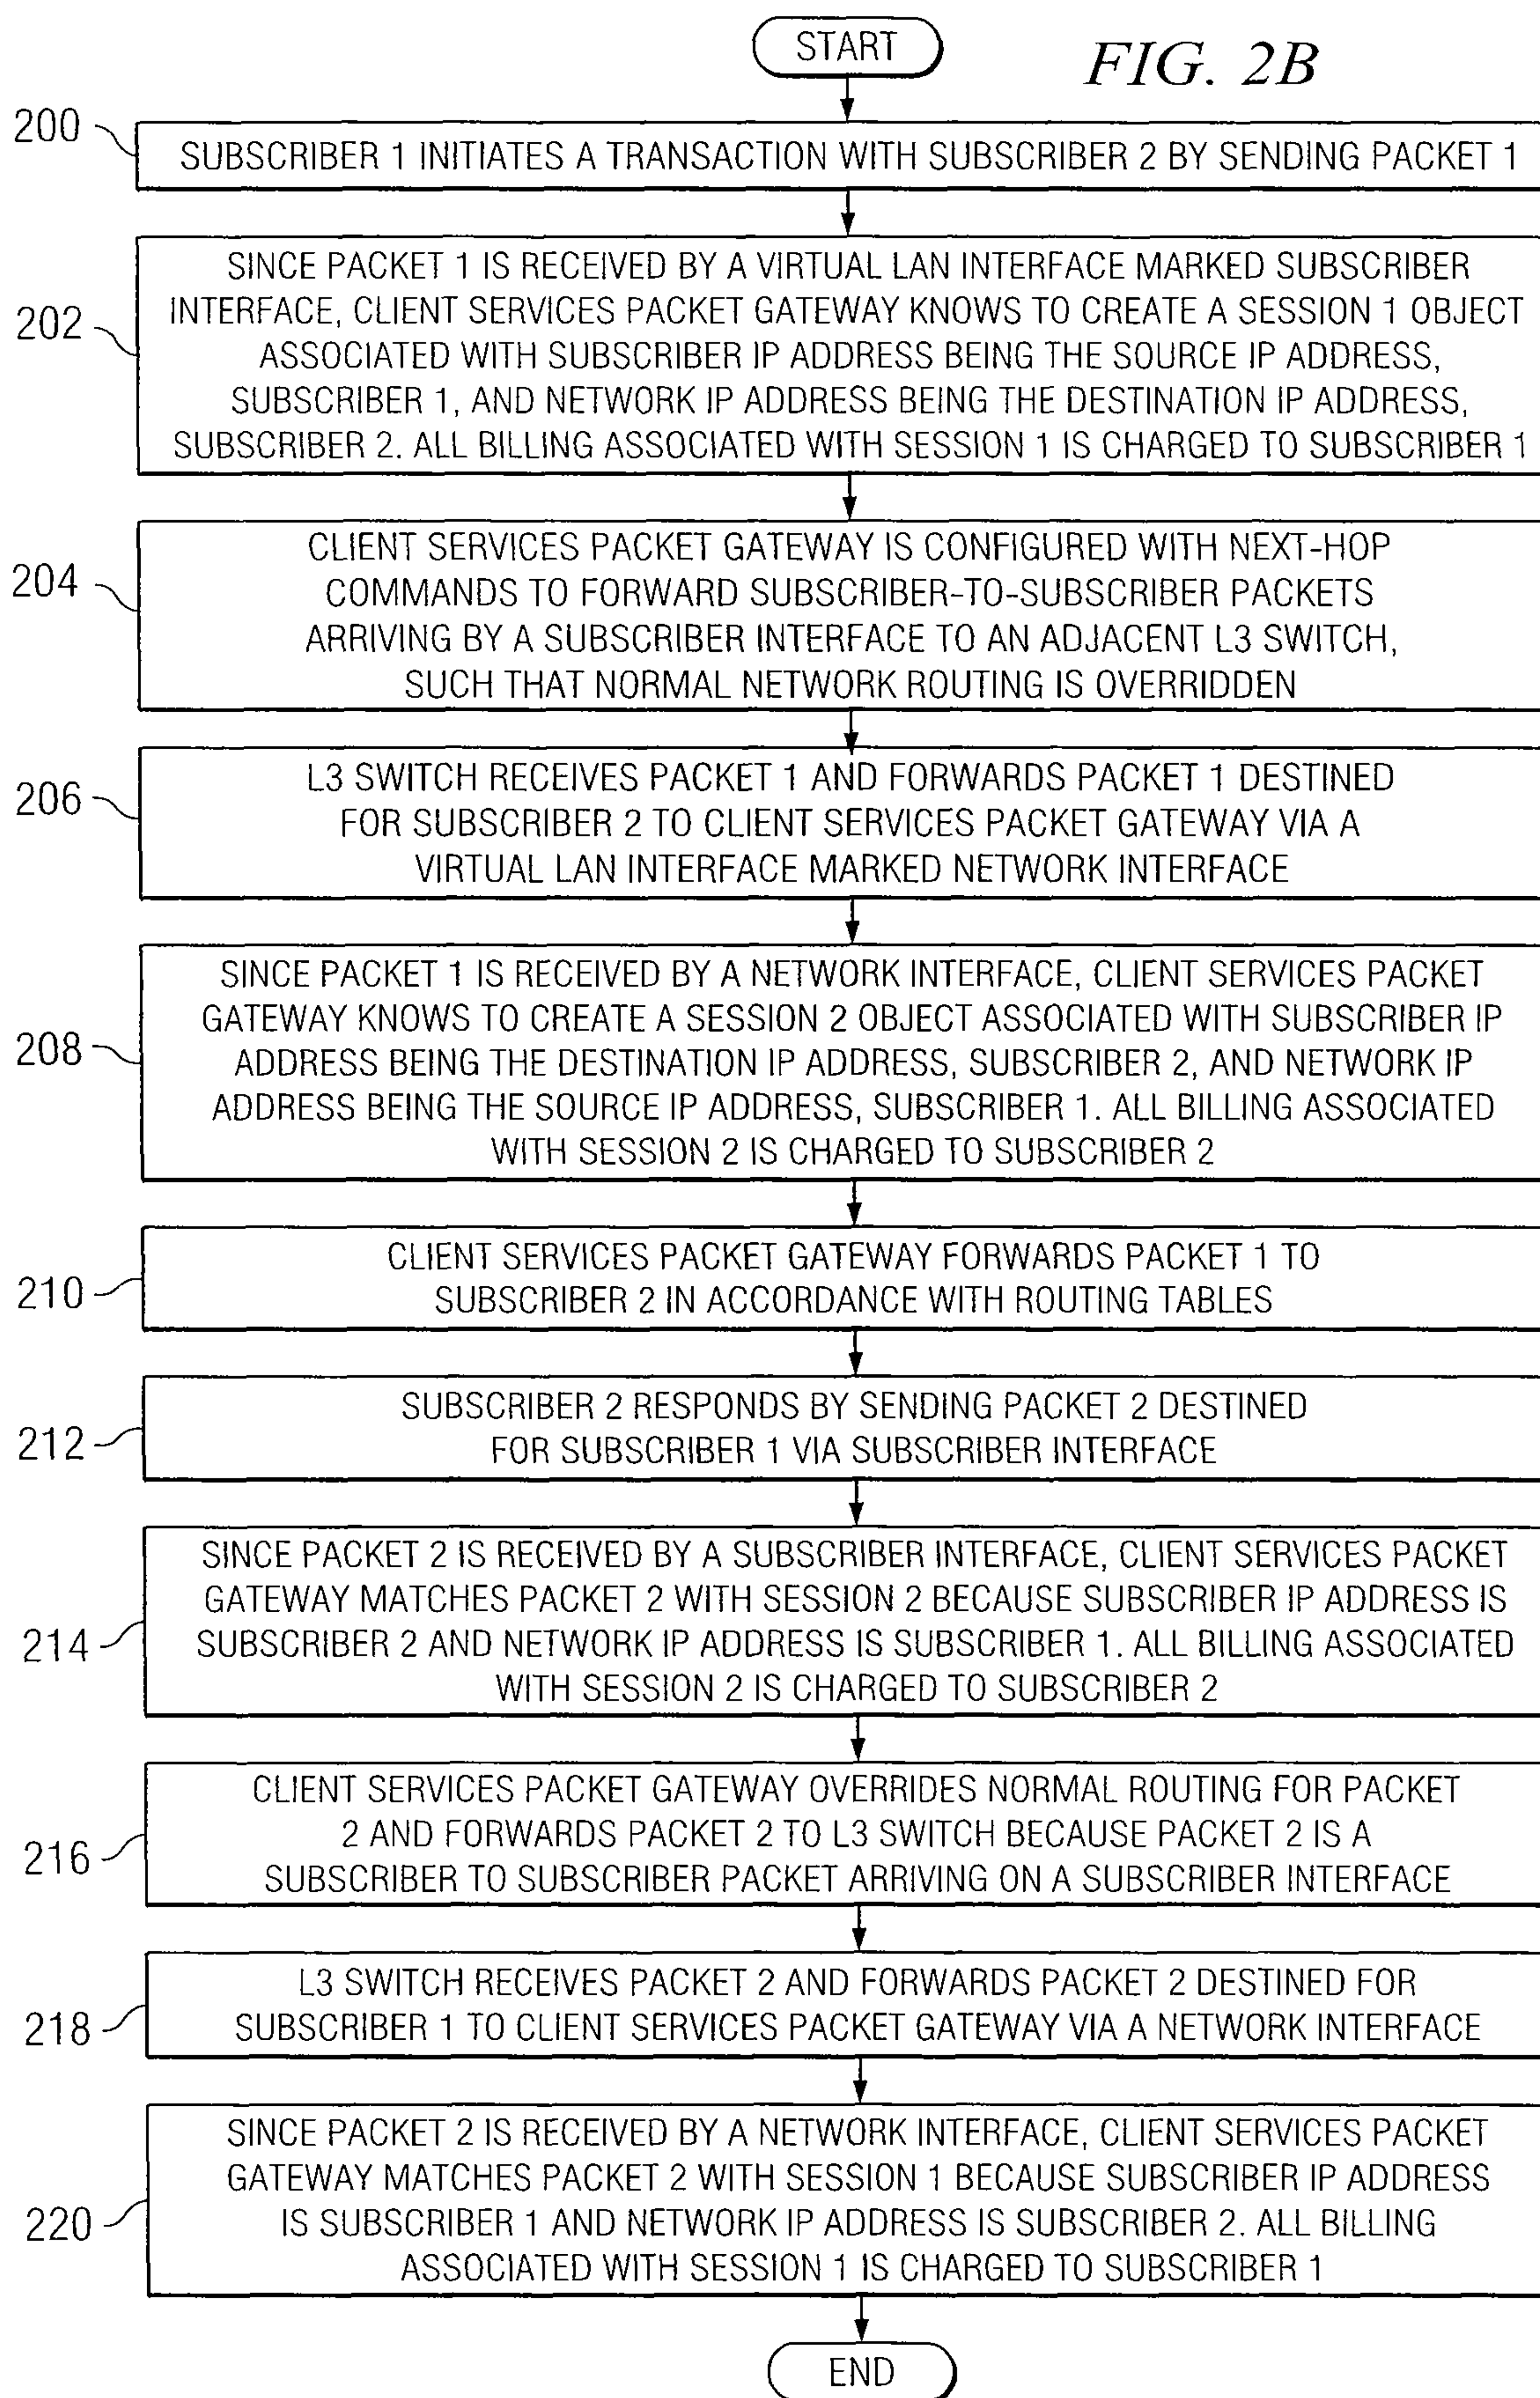 START
FIG. 2B
200
SUBSCRIBER 1 INITIATES A TRANSACTION WITH SUBSCRIBER 2 BY SENDING PACKET 1
202
SINCE PACKET 1 IS RECEIVED BY A VIRTUAL LAN INTERFACE MARKED SUBSCRIBER
INTERFACE, CLIENT SERVICES PACKET GATEWAY KNOWS TO CREATE A SESSION 1 OBJECT
ASSOCIATED WITH SUBSCRIBER IP ADDRESS BEING THE SOURCE IP ADDRESS,
SUBSCRIBER 1, AND NETWORK IP ADDRESS BEING THE DESTINATION IP ADDRESS,
SUBSCRIBER 2. ALL BILLING ASSOCIATED WITH SESSION 1 IS CHARGED TO SUBSCRIBER 1
204
CLIENT SERVICES PACKET GATEWAY IS CONFIGURED WITH NEXT-HOP
COMMANDS TO FORWARD SUBSCRIBER-TO-SUBSCRIBER PACKETS
ARRIVING BY A SUBSCRIBER INTERFACE TO AN ADJACENT L3 SWITCH,
SUCH THAT NORMAL NETWORK ROUTING IS OVERRIDDEN
206
L3 SWITCH RECEIVES PACKET 1 AND FORWARDS PACKET 1 DESTINED
FOR SUBSCRIBER 2 TO CLIENT SERVICES PACKET GATEWAY VIA A
VIRTUAL LAN INTERFACE MARKED NETWORK INTERFACE
208
SINCE PACKET 1 IS RECEIVED BY A NETWORK INTERFACE, CLIENT SERVICES PACKET
GATEWAY KNOWS TO CREATE A SESSION 2 OBJECT ASSOCIATED WITH SUBSCRIBER IP
ADDRESS BEING THE DESTINATION IP ADDRESS, SUBSCRIBER 2, AND NETWORK IP
ADDRESS BEING THE SOURCE IP ADDRESS, SUBSCRIBER 1. ALL BILLING ASSOCIATED
WITH SESSION 2 IS CHARGED TO SUBSCRIBER 2
210
CLIENT SERVICES PACKET GATEWAY FORWARDS PACKET 1 TO
SUBSCRIBER 2 IN ACCORDANCE WITH ROUTING TABLES
212
SUBSCRIBER 2 RESPONDS BY SENDING PACKET 2 DESTINED
FOR SUBSCRIBER 1 VIA SUBSCRIBER INTERFACE
214
SINCE PACKET 2 IS RECEIVED BY A SUBSCRIBER INTERFACE, CLIENT SERVICES PACKET
GATEWAY MATCHES PACKET 2 WITH SESSION 2 BECAUSE SUBSCRIBER IP ADDRESS IS
SUBSCRIBER 2 AND NETWORK IP ADDRESS IS SUBSCRIBER 1. ALL BILLING ASSOCIATED
WITH SESSION 2 IS CHARGED TO SUBSCRIBER 2
216
CLIENT SERVICES PACKET GATEWAY OVERRIDES NORMAL ROUTING FOR PACKET
2 AND FORWARDS PACKET 2 TO L3 SWITCH BECAUSE PACKET 2 IS A
SUBSCRIBER TO SUBSCRIBER PACKET ARRIVING ON A SUBSCRIBER INTERFACE
218
L3 SWITCH RECEIVES PACKET 2 AND FORWARDS PACKET 2 DESTINED FOR
SUBSCRIBER 1 TO CLIENT SERVICES PACKET GATEWAY VIA A NETWORK INTERFACE
220
SINCE PACKET 2 IS RECEIVED BY A NETWORK INTERFACE, CLIENT SERVICES PACKET
GATEWAY MATCHES PACKET 2 WITH SESSION 1 BECAUSE SUBSCRIBER IP ADDRESS
IS SUBSCRIBER 1 AND NETWORK IP ADDRESS IS SUBSCRIBER 2. ALL BILLING
ASSOCIATED WITH SESSION 1 IS CHARGED TO SUBSCRIBER 1
END